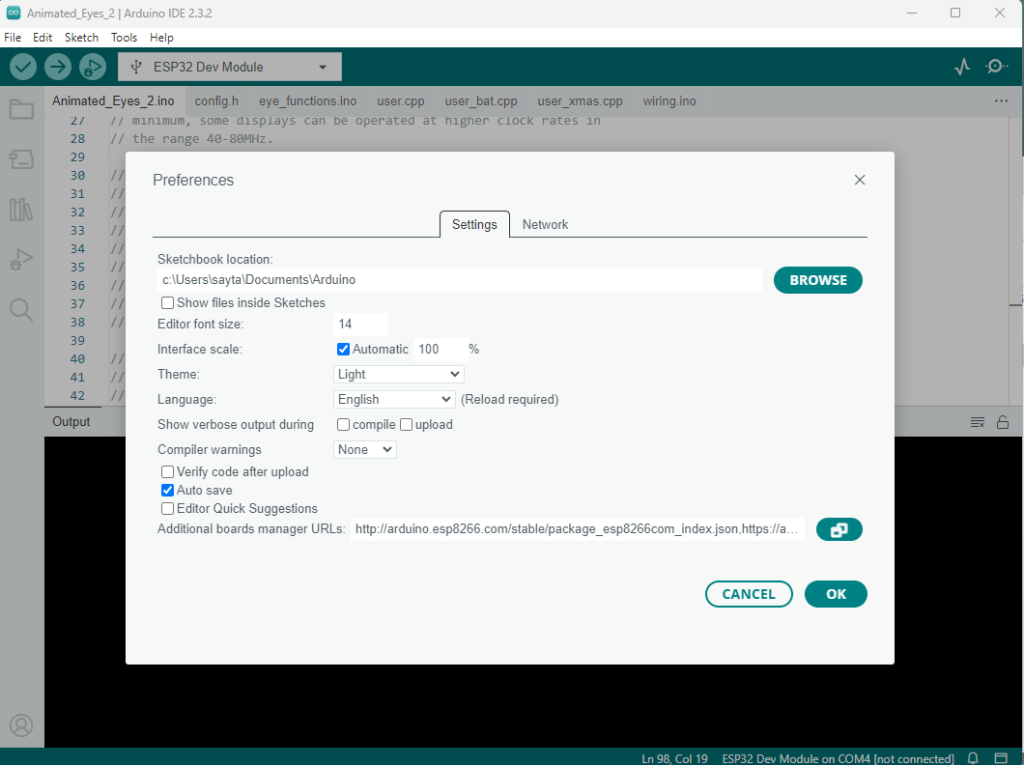 Animated_Eyes_2 | Arduino IDE 2.3.2
File Edit Sketch Tools Help
ESP32 Dev Module
Animated_Eyes_2.ino config.h eye_functions.ino user.cpp user_bat.cpp user_xmas.cpp wiring.ino ...
27 // minimum, some displays can be operated at higher clock rates in
28 // the range 40-80MHz.
29
30 //
31 //
32 //
33 //
34 //
35 //
36 //
37 //
38 //
39
40 //
41 //
42 //
Preferences
Settings Network
Sketchbook location:
c:\Users\sayta\Documents\Arduino
BROWSE
Show files inside Sketches
Editor font size: 14
Interface scale: Automatic 100 %
Theme: Light
Language: English (Reload required)
Show verbose output during compile upload
Compiler warnings None
Verify code after upload
Auto save
Editor Quick Suggestions
Additional boards manager URLs: http://arduino.esp8266.com/stable/package_esp8266com_index.json,https://a...
CANCEL OK
Output
Ln 98, Col 19 ESP32 Dev Module on COM4 [not connected]